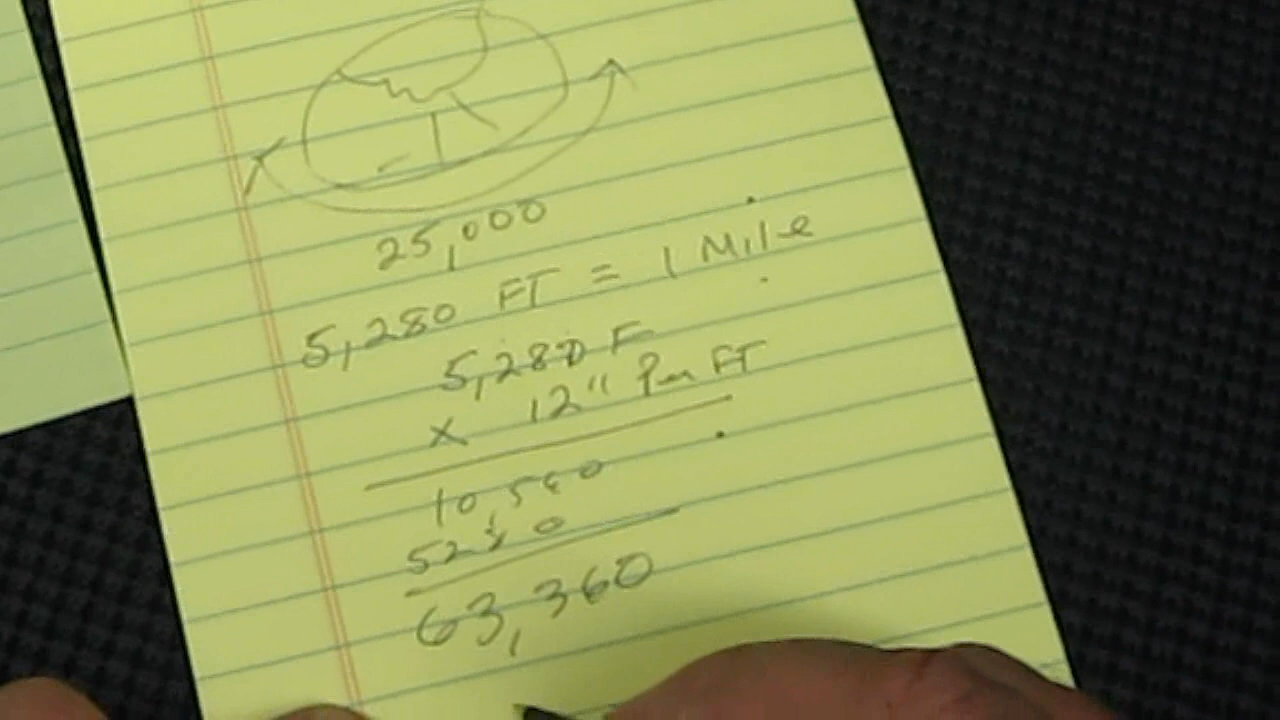 25,000
5,280 FT = 1 Mile
5,280 F
x 12" Per FT
10,560
5280
63,360